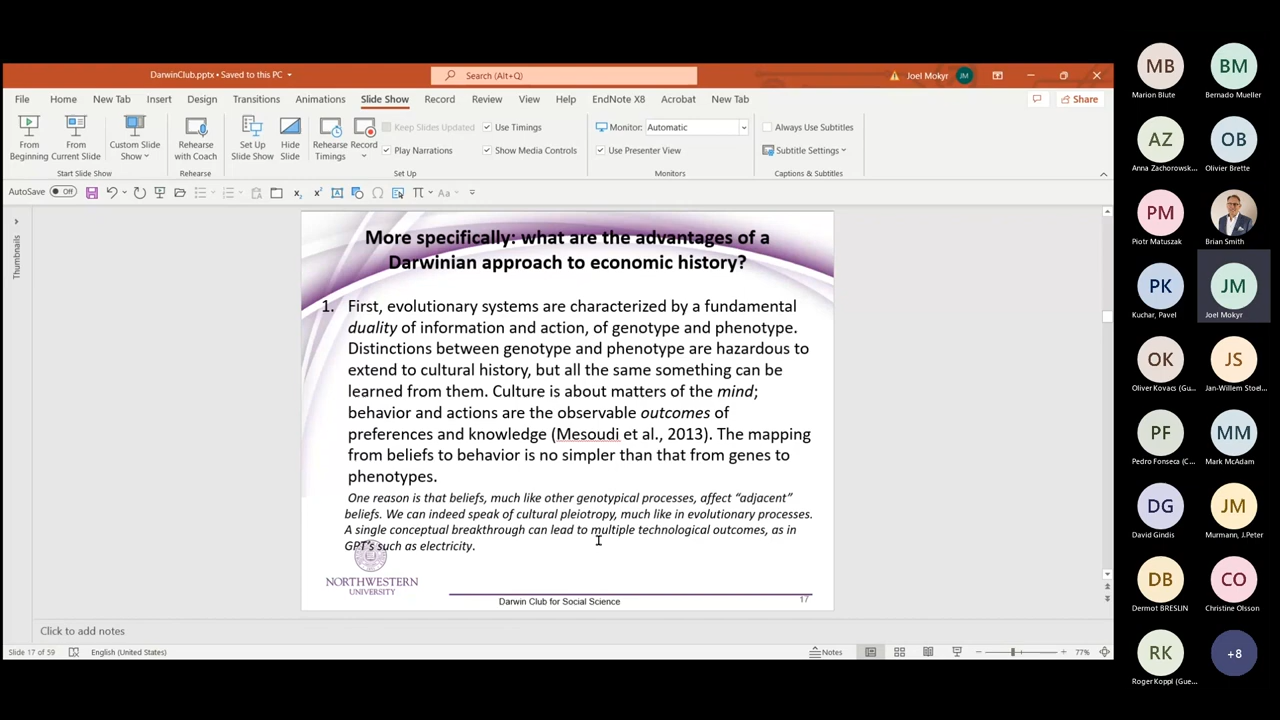 DarwinClub.pptx • Saved to this PC
Search (Alt+Q)
Joel Mokyr JM
File Home New Tab Insert Design Transitions Animations Slide Show Record Review View Help EndNote X8 Acrobat New Tab Share
From Beginning
From Current Slide
Custom Slide Show
Start Slide Show
Rehearse with Coach
Rehearse
Set Up Slide Show
Hide Slide
Rehearse Timings
Record
Keep Slides Updated
Play Narrations
Use Timings
Show Media Controls
Set Up
Monitor: Automatic
Use Presenter View
Monitors
Always Use Subtitles
Subtitle Settings
Captions & Subtitles
AutoSave Off
Thumbnails
More specifically: what are the advantages of a
Darwinian approach to economic history?
1. First, evolutionary systems are characterized by a fundamental
duality of information and action, of genotype and phenotype.
Distinctions between genotype and phenotype are hazardous to
extend to cultural history, but all the same something can be
learned from them. Culture is about matters of the mind;
behavior and actions are the observable outcomes of
preferences and knowledge (Mesoudi et al., 2013). The mapping
from beliefs to behavior is no simpler than that from genes to
phenotypes.
One reason is that beliefs, much like other genotypical processes, affect “adjacent”
beliefs. We can indeed speak of cultural pleiotropy, much like in evolutionary processes.
A single conceptual breakthrough can lead to multiple technological outcomes, as in
GPT’s such as electricity.
NORTHWESTERN
UNIVERSITY
Darwin Club for Social Science
17
Click to add notes
Slide 17 of 59 English (United States) Notes 77%
MB
Marion Blute
BM
Bernado Mueller
AZ
Anna Zachorowsk...
OB
Olivier Brette
PM
Piotr Matuszak
Brian Smith
PK
Kuchar, Pavel
JM
Joel Mokyr
OK
Oliver Kovacs (Gu...
JS
Jan-Willem Stoel...
PF
Pedro Fonseca (C...
MM
Mark McAdam
DG
David Gindis
JM
Murmann, J.Peter
DB
Dermot BRESLIN
CO
Christine Olsson
RK
Roger Koppl (Gue...
+8